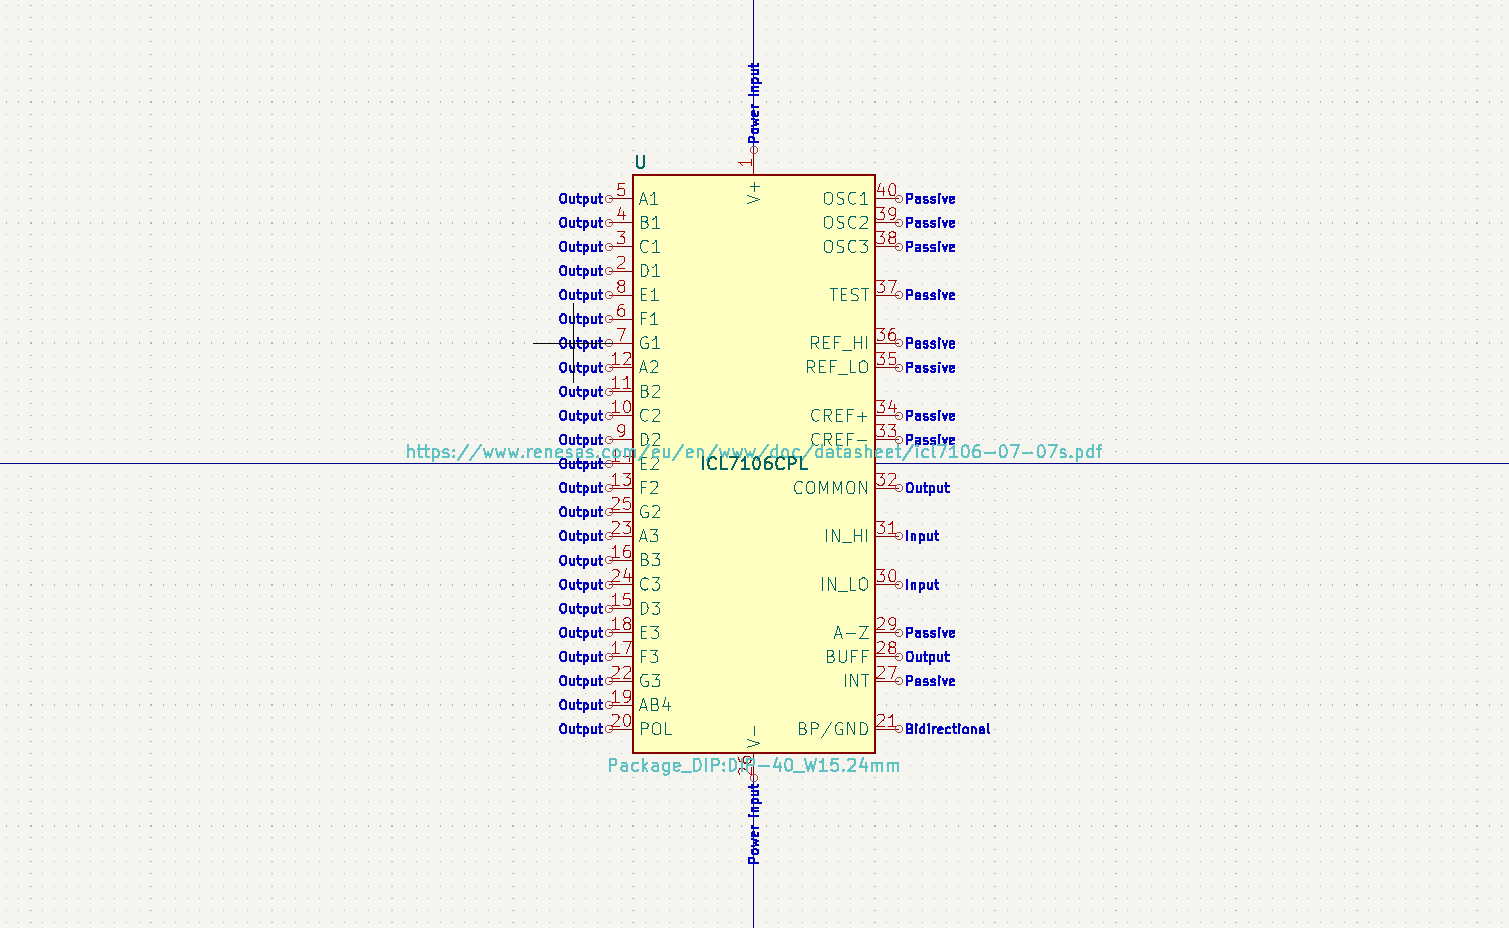 Power Input
U
1
V+
Output 5 A1 OSC1 40 Passive
Output 4 B1 OSC2 39 Passive
Output 3 C1 OSC3 38 Passive
Output 2 D1
Output 8 E1 TEST 37 Passive
Output 6 F1
Output 7 G1 REF_HI 36 Passive
Output 12 A2 REF_LO 35 Passive
Output 11 B2
Output 10 C2 CREF+ 34 Passive
Output 9 D2 CREF- 33 Passive
https://www.renesas.com/eu/en/www/doc/datasheet/icl7106-07-07s.pdf
Output E2 ICL7106CPL
Output 13 F2 COMMON 32 Output
Output 25 G2
Output 23 A3 IN_HI 31 Input
Output 16 B3
Output 24 C3 IN_LO 30 Input
Output 15 D3
Output 18 E3 A-Z 29 Passive
Output 17 F3 BUFF 28 Output
Output 22 G3 INT 27 Passive
Output 19 AB4
Output 20 POL BP/GND 21 Bidirectional
V-
26
Package_DIP:DIP-40_W15.24mm
Power Input